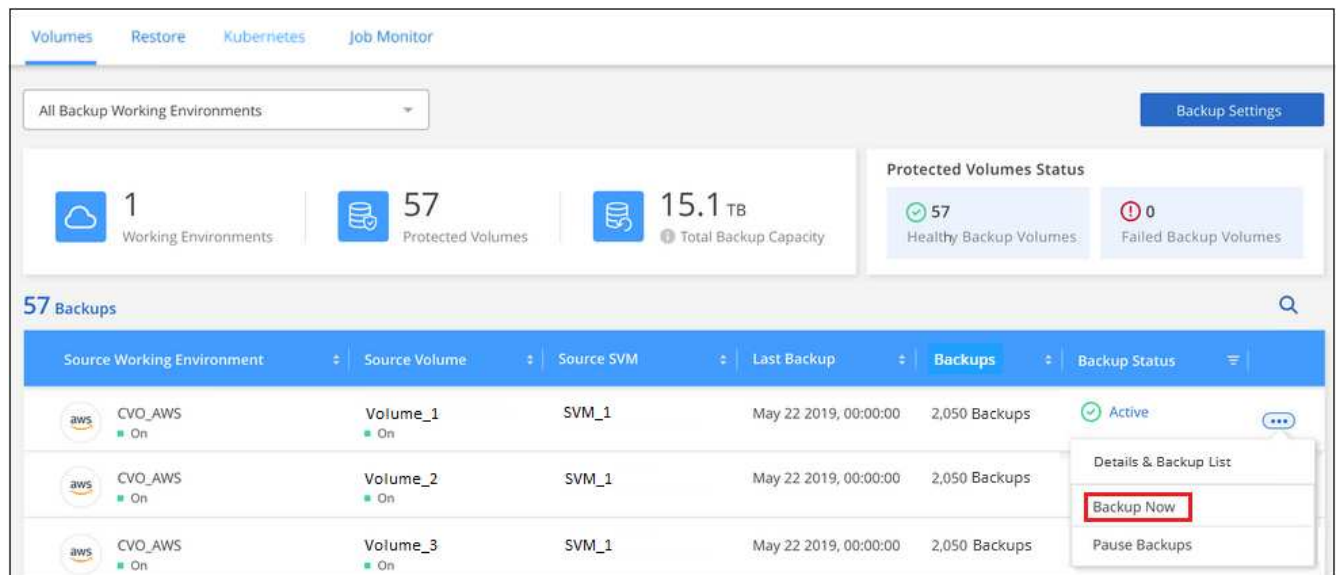 Volumes Restore Kubernetes Job Monitor
All Backup Working Environments
Backup Settings
Protected Volumes Status
1
Working Environments
57
Protected Volumes
15.1 TB
Total Backup Capacity
57
Healthy Backup Volumes
0
Failed Backup Volumes
57 Backups
Source Working Environment Source Volume Source SVM Last Backup Backups Backup Status
aws CVO_AWS Volume_1 SVM_1 May 22 2019, 00:00:00 2,050 Backups Active
On On
Details & Backup List
aws CVO_AWS Volume_2 SVM_1 May 22 2019, 00:00:00 2,050 Backups
On On
Backup Now
aws CVO_AWS Volume_3 SVM_1 May 22 2019, 00:00:00 2,050 Backups Pause Backups
On On